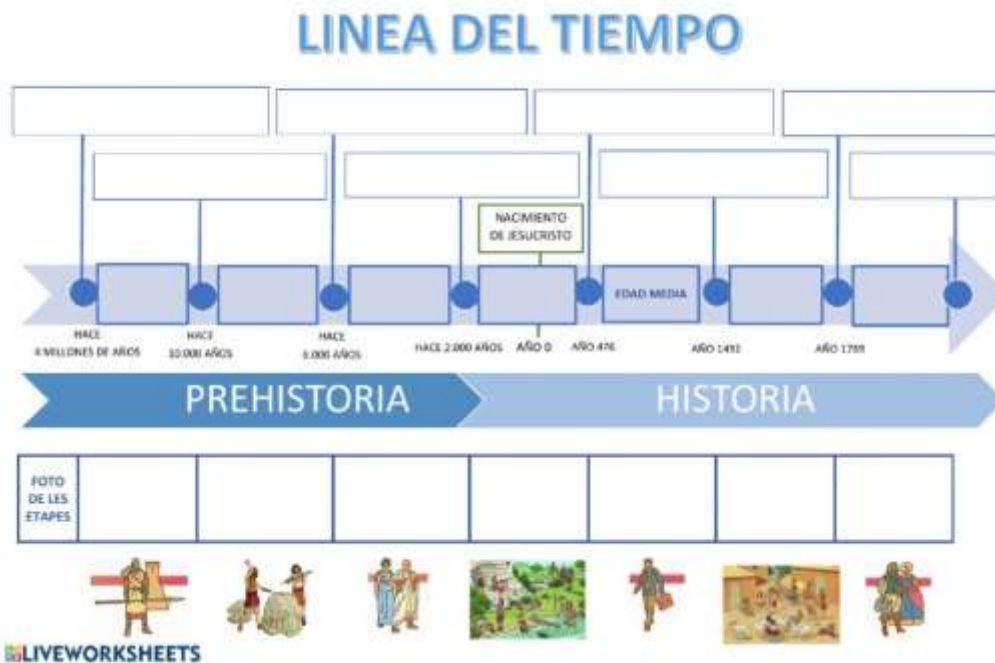 LINEA DEL TIEMPO
NACIMIENTO
DE JESUCRISTO
EDAD MEDIA
HACE
4 MILLONES DE AÑOS
HACE
10.000 AÑOS
HACE
6.000 AÑOS
HACE 2.000 AÑOS
AÑO 0
AÑO 476
AÑO 1492
AÑO 1789
PREHISTORIA
HISTORIA
FOTO
DE LES
ETAPES
LIVEWORKSHEETS